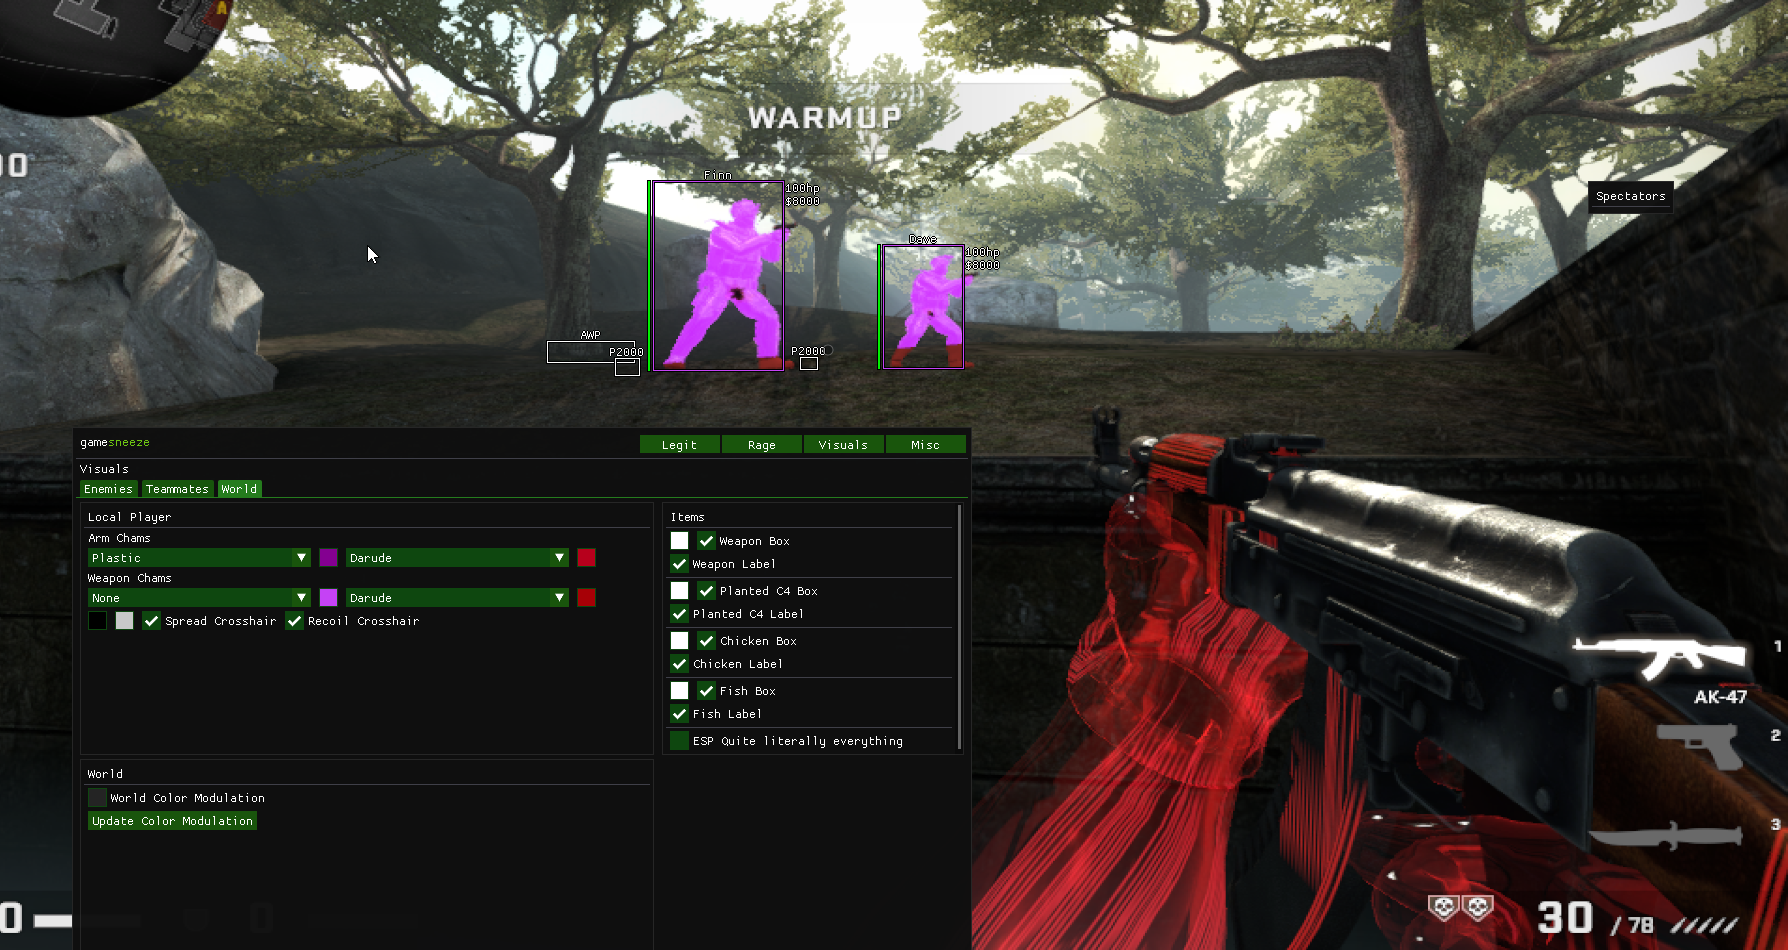 WARMUP
00
Finn
100hp
$8000
Dave
100hp
$8000
Spectators
AWP
P2000
P2000
gamesneeze
Legit
Rage
Visuals
Misc
Visuals
Enemies
Teammates
World
Local Player
Arm Chams
Plastic
Darude
Weapon Chams
None
Darude
Spread Crosshair
Recoil Crosshair
Items
Weapon Box
Weapon Label
Planted C4 Box
Planted C4 Label
Chicken Box
Chicken Label
Fish Box
Fish Label
ESP Quite literally everything
World
World Color Modulation
Update Color Modulation
1
AK-47
2
3
0
0
30 / 78